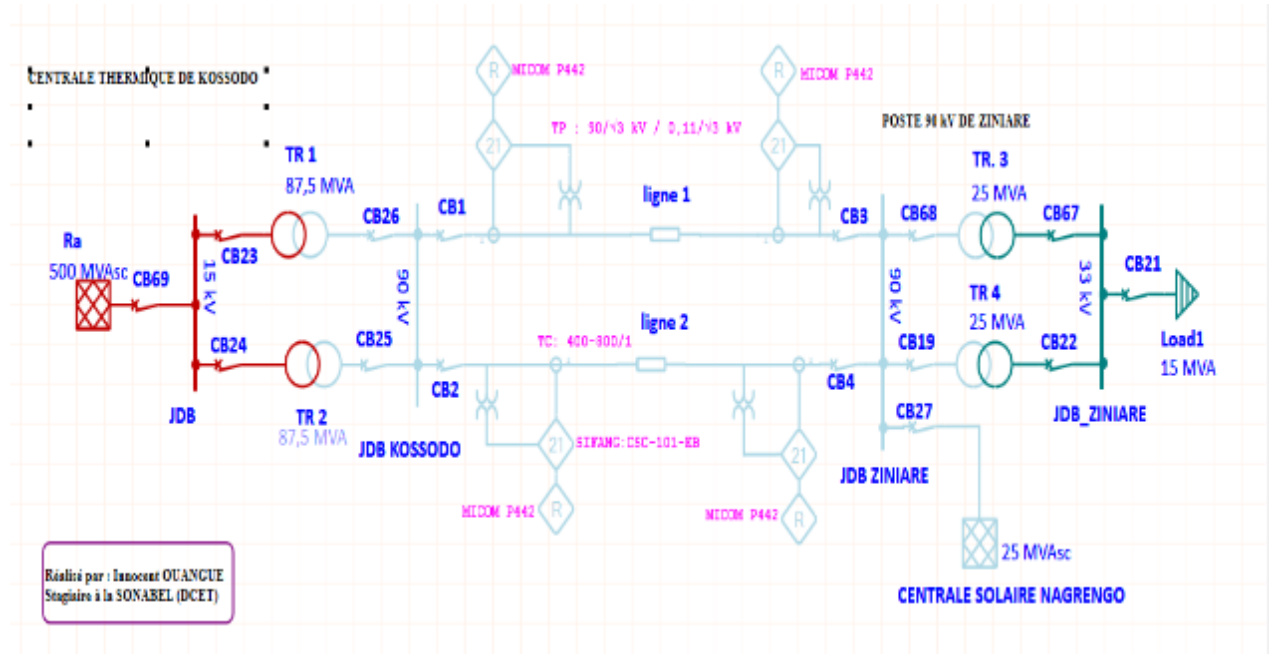 CENTRALE THERMIQUE DE KOSSODO
MICOM P442
MICOM P442
R
R
TP : 90/√3 kV / 0,11/√3 kV
POSTE 90 kV DE ZINIARE
21
21
TR 1
87,5 MVA
TR. 3
25 MVA
ligne 1
CB26
CB1
CB3
CB68
CB67
Ra
500 MVAsc
CB69
CB23
15 kV
90 kV
90 kV
33 kV
CB21
TR 4
25 MVA
ligne 2
CB24
CB25
TC: 400-800/1
CB19
CB22
Load1
15 MVA
CB2
CB4
JDB
TR 2
87,5 MVA
JDB KOSSODO
CB27
JDB_ZINIARE
21
SIFANG:CSC-101-EB
21
JDB ZINIARE
MICOM P442
R
MICOM P442
R
25 MVAsc
CENTRALE SOLAIRE NAGRENGO
Réalisé par : Innocent OUANGUE
Stagiaire à la SONABEL (DCET)